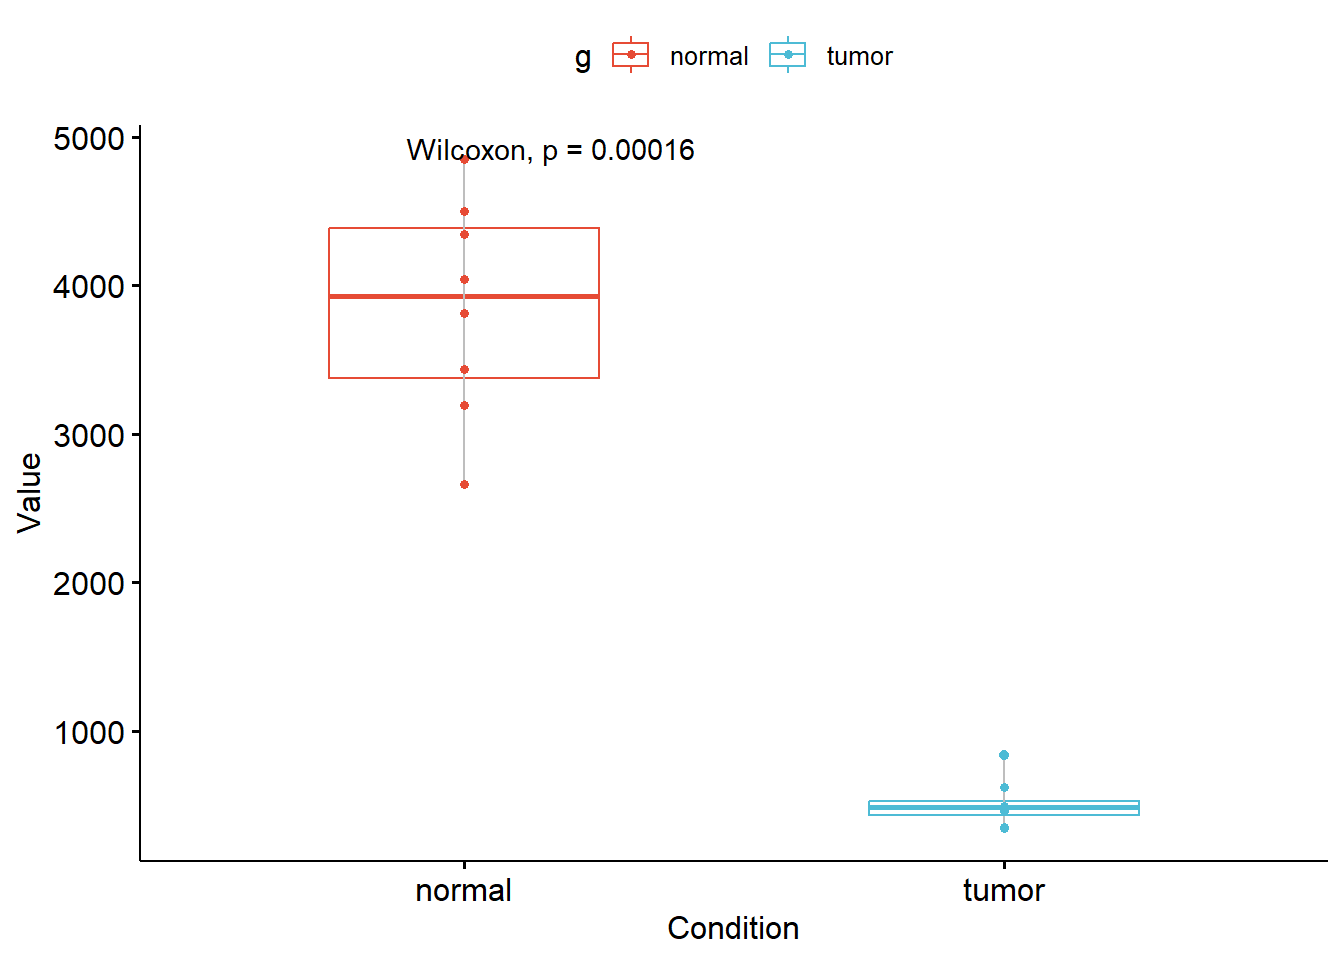 g normal tumor
Wilcoxon, p = 0.00016
5000
4000
3000
2000
1000
Value
normal tumor
Condition